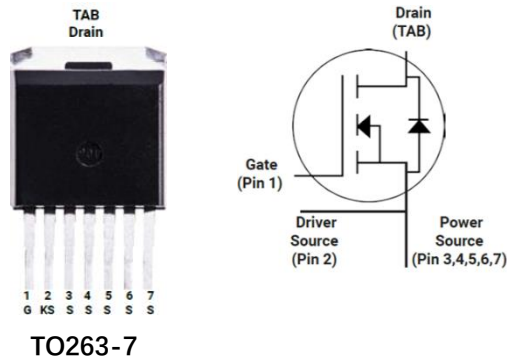 TAB
Drain
1 2 3 4 5 6 7
G KS S S S S S
TO263-7
Drain
(TAB)
Gate
(Pin 1)
Driver
Source
(Pin 2)
Power
Source
(Pin 3,4,5,6,7)